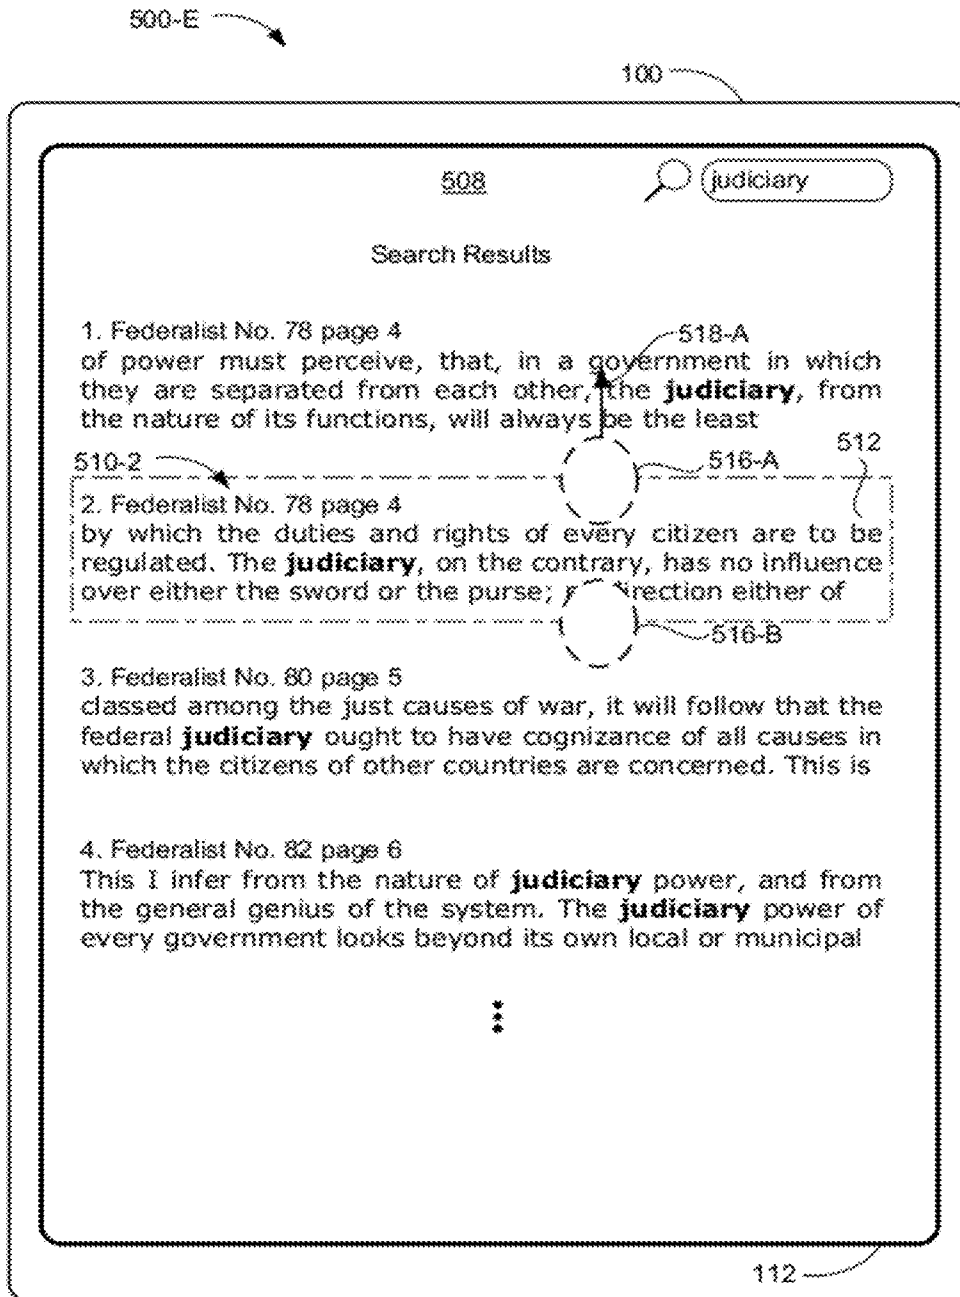 500-E
100
508
judiciary
Search Results
1. Federalist No. 78 page 4
518-A
of power must perceive, that, in a government in which
they are separated from each other, the judiciary, from
the nature of its functions, will always be the least
510-2
516-A
512
2. Federalist No. 78 page 4
by which the duties and rights of every citizen are to be
regulated. The judiciary, on the contrary, has no influence
over either the sword or the purse; irection either of
516-B
3. Federalist No. 80 page 5
classed among the just causes of war, it will follow that the
federal judiciary ought to have cognizance of all causes in
which the citizens of other countries are concerned. This is
4. Federalist No. 82 page 6
This I infer from the nature of judiciary power, and from
the general genius of the system. The judiciary power of
every government looks beyond its own local or municipal
112